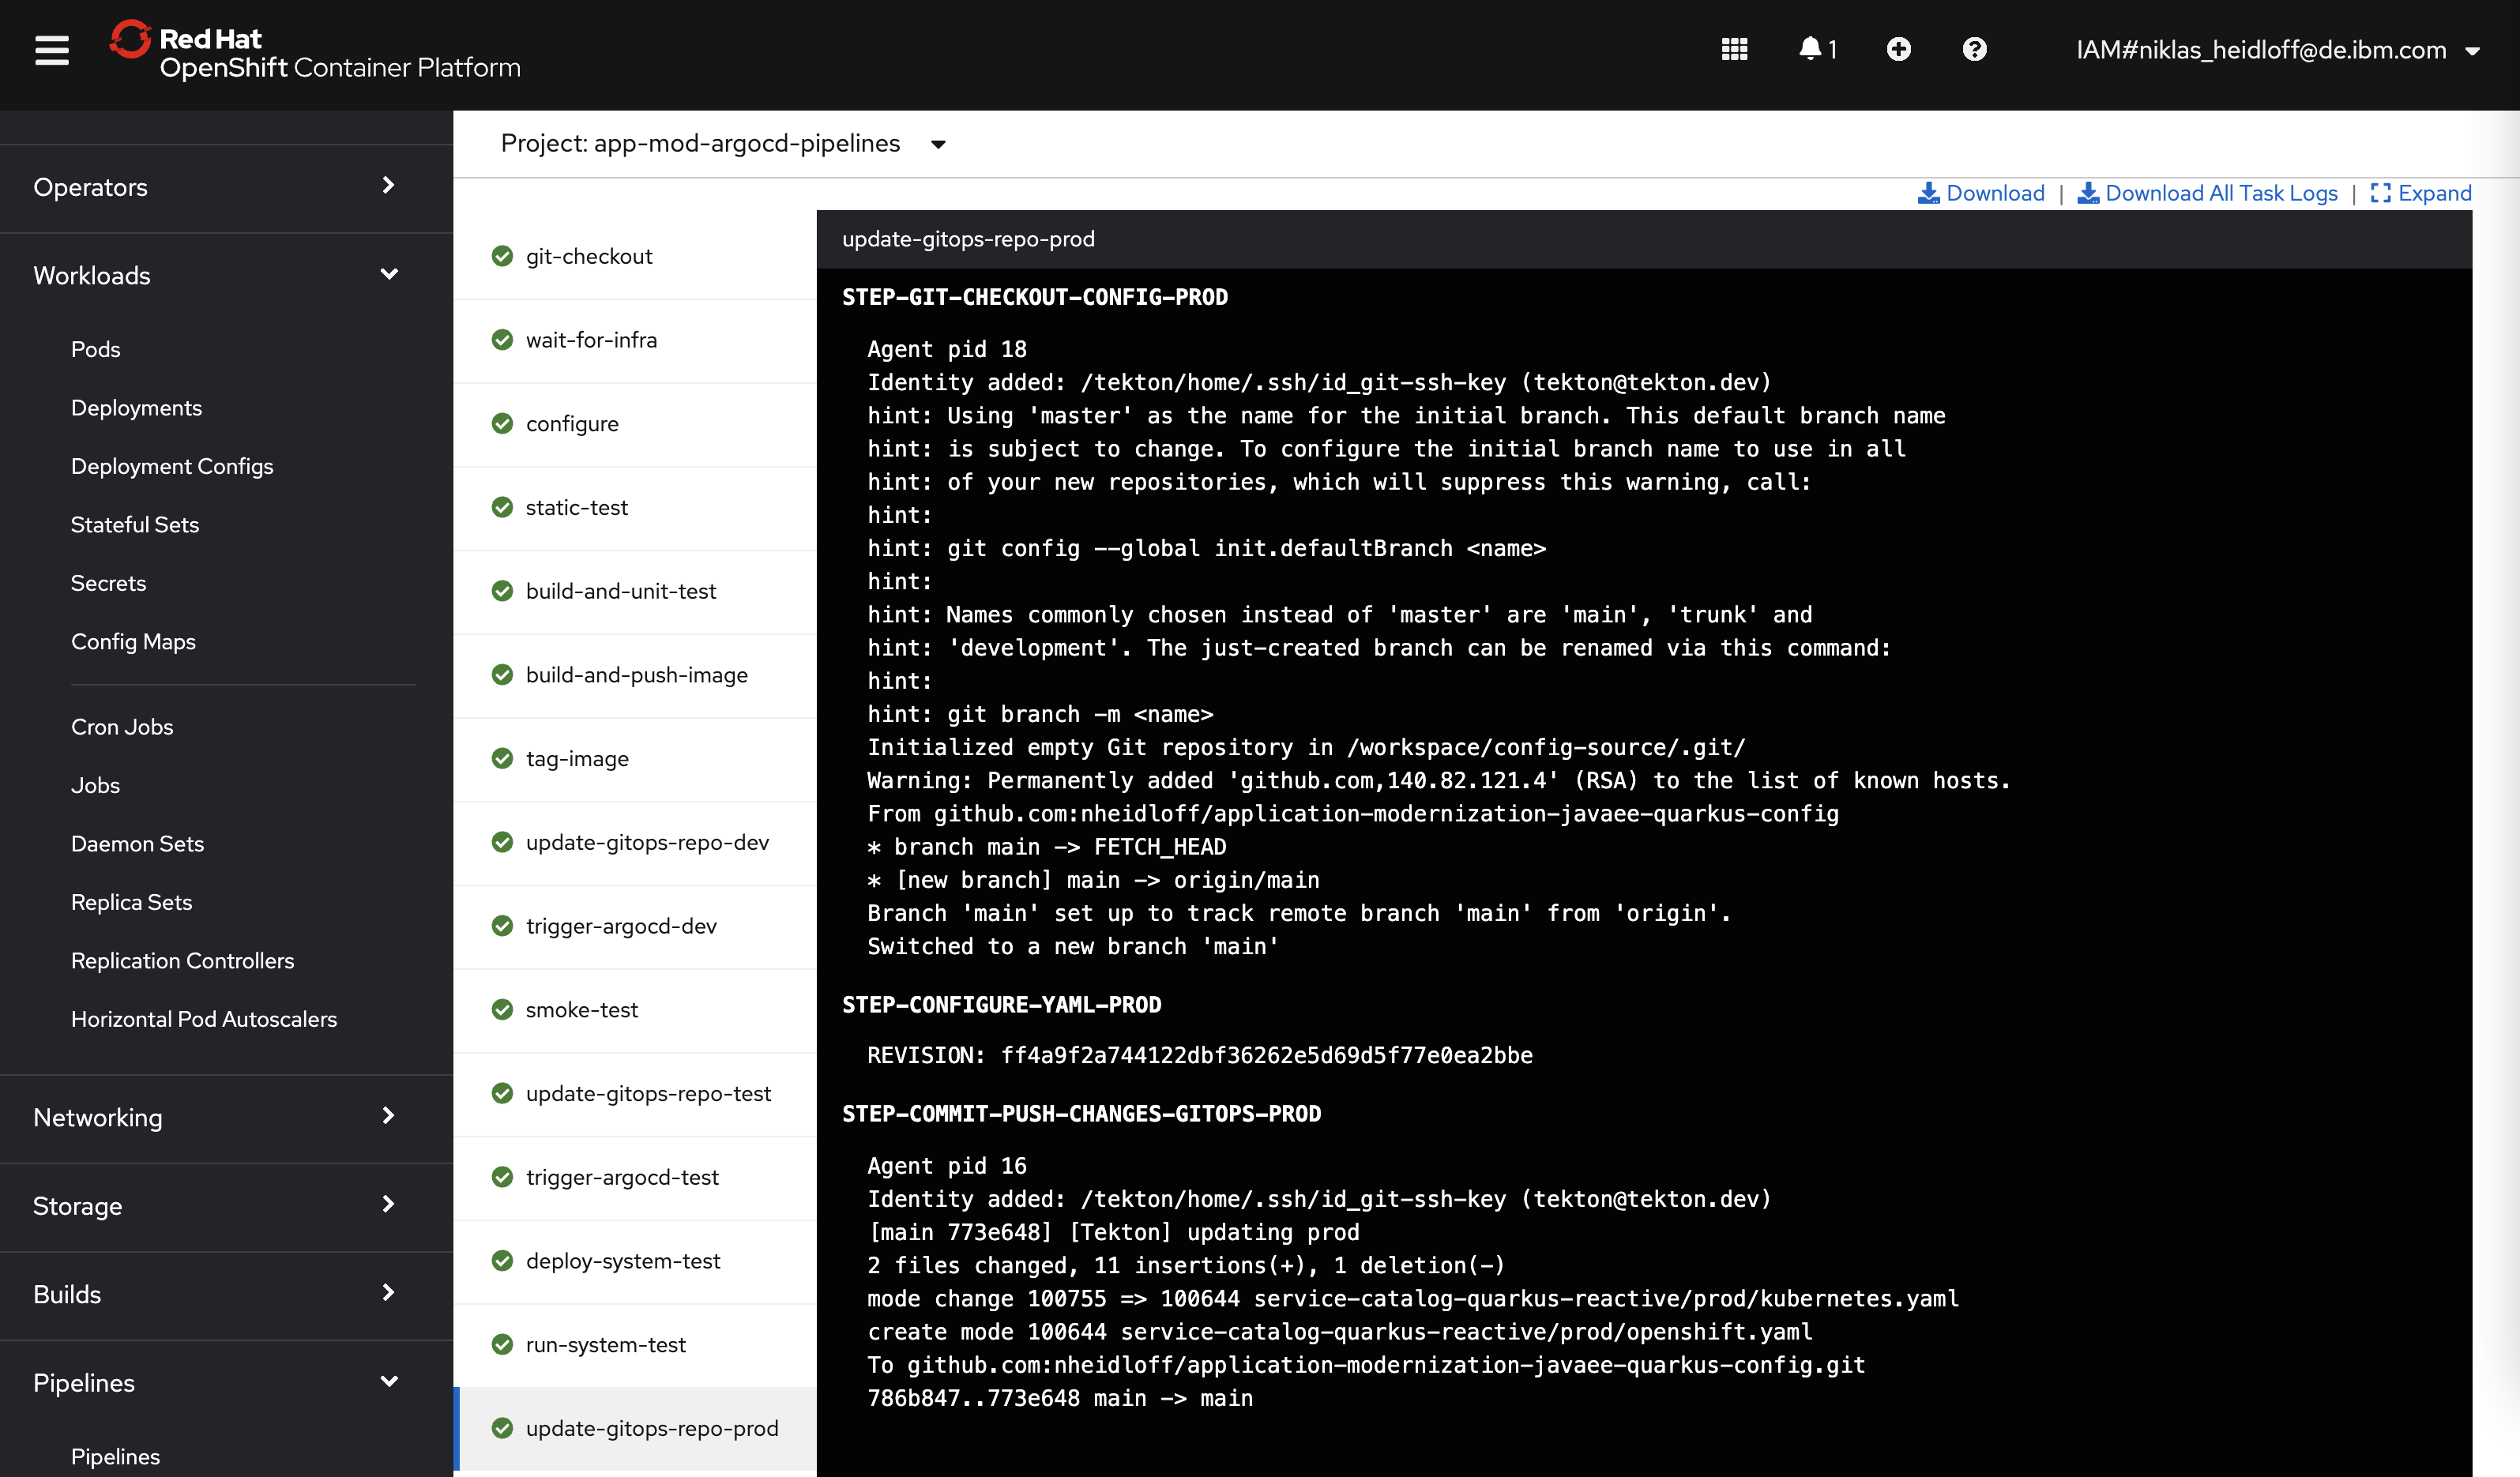 Red Hat
OpenShift Container Platform
1
IAM#niklas_heidloff@de.ibm.com
Operators
Workloads
Pods
Deployments
Deployment Configs
Stateful Sets
Secrets
Config Maps
Cron Jobs
Jobs
Daemon Sets
Replica Sets
Replication Controllers
Horizontal Pod Autoscalers
Networking
Storage
Builds
Pipelines
Pipelines
Project: app-mod-argocd-pipelines
Download | Download All Task Logs | Expand
git-checkout
wait-for-infra
configure
static-test
build-and-unit-test
build-and-push-image
tag-image
update-gitops-repo-dev
trigger-argocd-dev
smoke-test
update-gitops-repo-test
trigger-argocd-test
deploy-system-test
run-system-test
update-gitops-repo-prod
update-gitops-repo-prod
STEP-GIT-CHECKOUT-CONFIG-PROD
Agent pid 18
Identity added: /tekton/home/.ssh/id_git-ssh-key (tekton@tekton.dev)
hint: Using 'master' as the name for the initial branch. This default branch name
hint: is subject to change. To configure the initial branch name to use in all
hint: of your new repositories, which will suppress this warning, call:
hint:
hint: git config --global init.defaultBranch <name>
hint:
hint: Names commonly chosen instead of 'master' are 'main', 'trunk' and
hint: 'development'. The just-created branch can be renamed via this command:
hint:
hint: git branch -m <name>
Initialized empty Git repository in /workspace/config-source/.git/
Warning: Permanently added 'github.com,140.82.121.4' (RSA) to the list of known hosts.
From github.com:nheidloff/application-modernization-javaee-quarkus-config
* branch main -> FETCH_HEAD
* [new branch] main -> origin/main
Branch 'main' set up to track remote branch 'main' from 'origin'.
Switched to a new branch 'main'
STEP-CONFIGURE-YAML-PROD
REVISION: ff4a9f2a744122dbf36262e5d69d5f77e0ea2bbe
STEP-COMMIT-PUSH-CHANGES-GITOPS-PROD
Agent pid 16
Identity added: /tekton/home/.ssh/id_git-ssh-key (tekton@tekton.dev)
[main 773e648] [Tekton] updating prod
2 files changed, 11 insertions(+), 1 deletion(-)
mode change 100755 => 100644 service-catalog-quarkus-reactive/prod/kubernetes.yaml
create mode 100644 service-catalog-quarkus-reactive/prod/openshift.yaml
To github.com:nheidloff/application-modernization-javaee-quarkus-config.git
786b847..773e648 main -> main